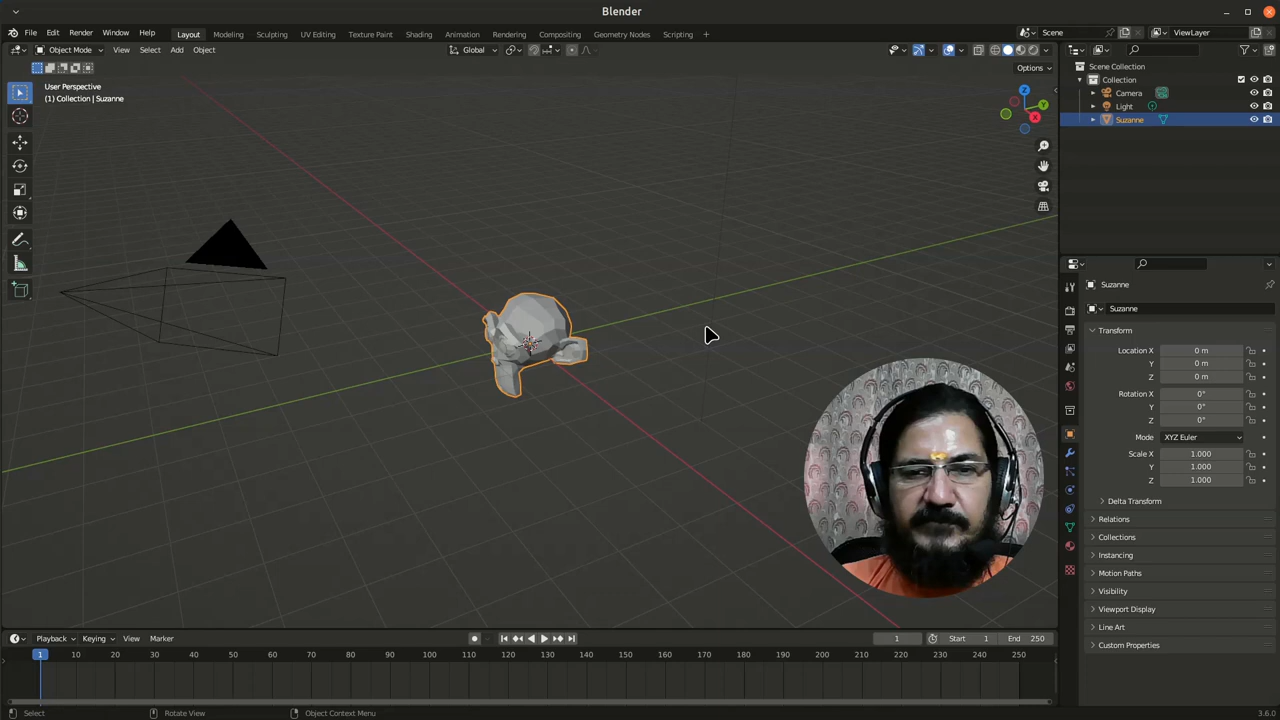 Blender
File Edit Render Window Help Layout Modeling Sculpting UV Editing Texture Paint Shading Animation Rendering Compositing Geometry Nodes Scripting + Scene ViewLayer
Object Mode View Select Add Object Global
Options
User Perspective
(1) Collection | Suzanne
Z
Y
X
Scene Collection
Collection
Camera
Light
Suzanne
Suzanne
Suzanne
Transform
Location X 0 m
Y 0 m
Z 0 m
Rotation X 0°
Y 0°
Z 0°
Mode XYZ Euler
Scale X 1.000
Y 1.000
Z 1.000
Delta Transform
Relations
Collections
Instancing
Motion Paths
Visibility
Viewport Display
Line Art
Custom Properties
Playback Keying View Marker 1 Start 1 End 250
1 10 20 30 40 50 60 70 80 90 100 110 120 130 140 150 160 170 180 190 200 210 220 230 240 250
Select Rotate View Object Context Menu 3.6.0